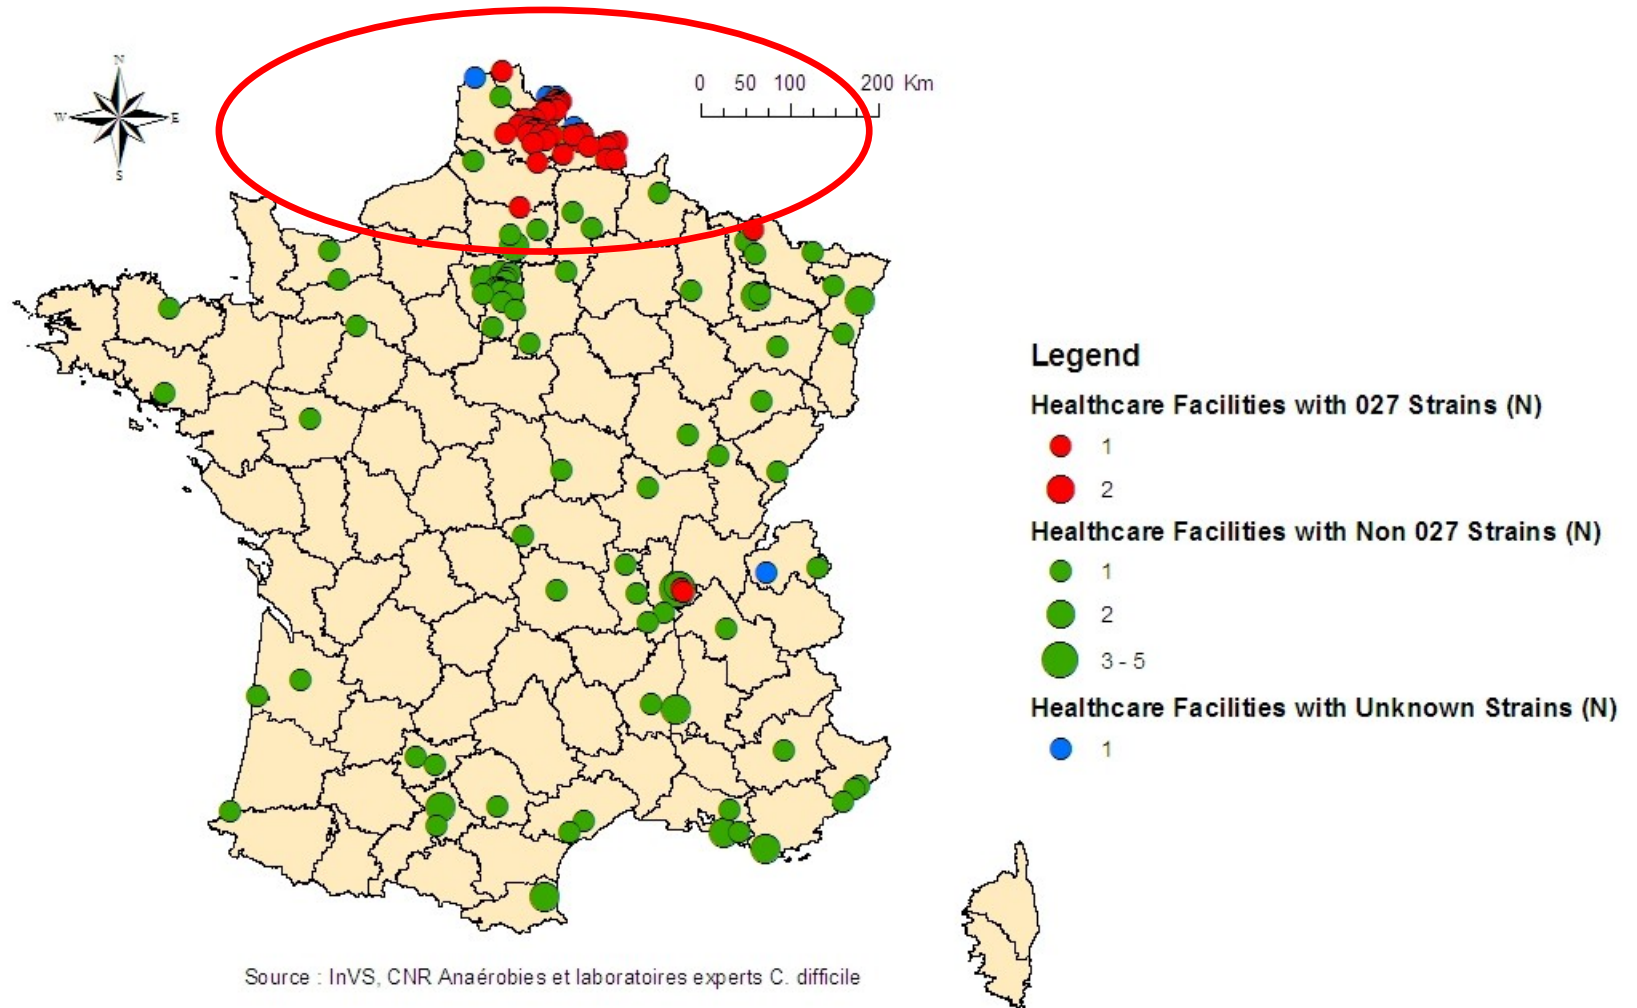 N
W E
S
0 50 100 200 Km
Legend
Healthcare Facilities with 027 Strains (N)
1
2
Healthcare Facilities with Non 027 Strains (N)
1
2
3 - 5
Healthcare Facilities with Unknown Strains (N)
1
Source : InVS, CNR Anaérobies et laboratoires experts C. difficile